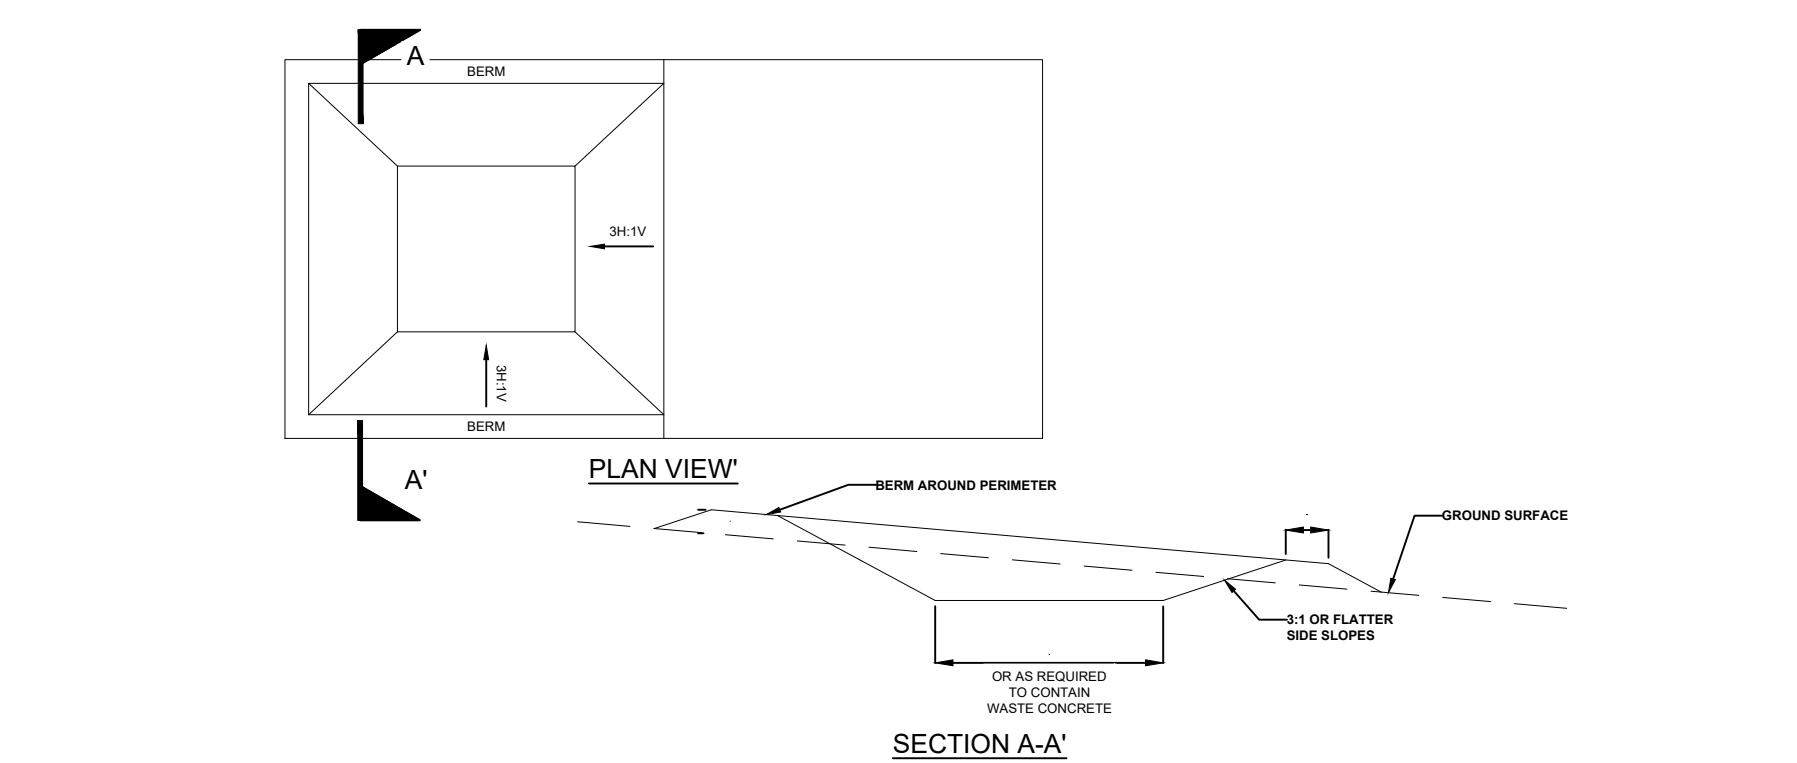 A
BERM
3H:1V
3H:1V
BERM
A'
PLAN VIEW'
BERM AROUND PERIMETER
GROUND SURFACE
3:1 OR FLATTER
SIDE SLOPES
OR AS REQUIRED
TO CONTAIN
WASTE CONCRETE
SECTION A-A'